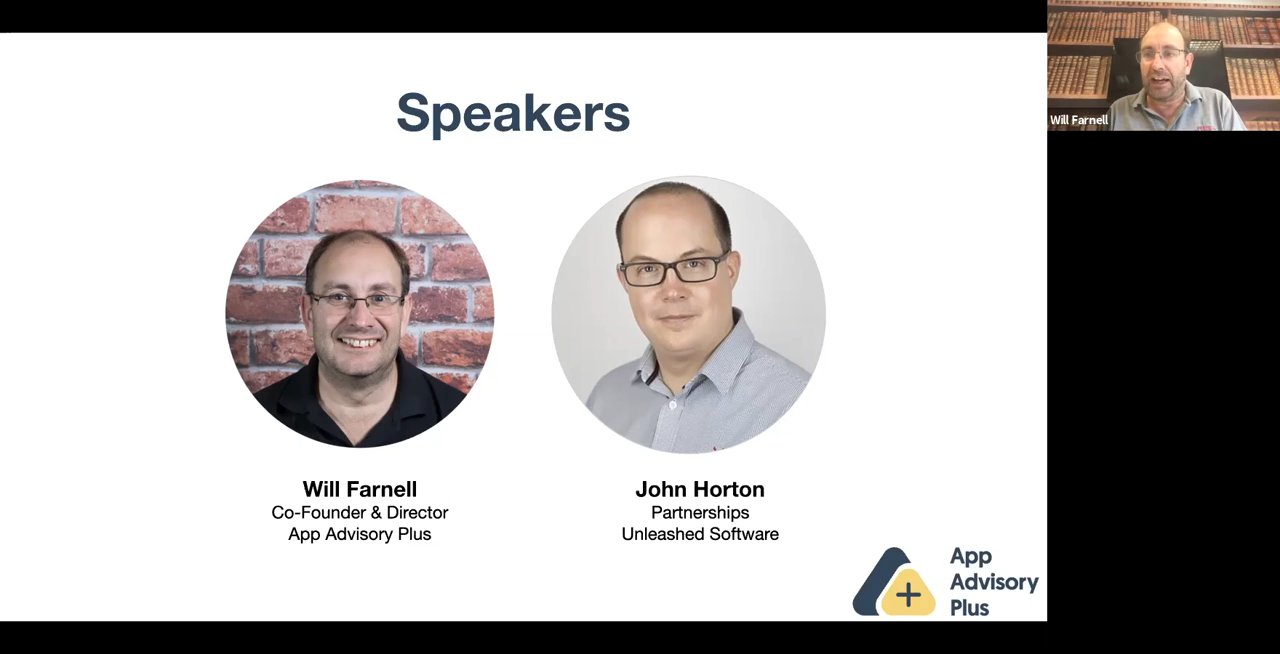 Speakers
Will Farnell
Will Farnell
Co-Founder & Director
App Advisory Plus
John Horton
Partnerships
Unleashed Software
App
Advisory
Plus